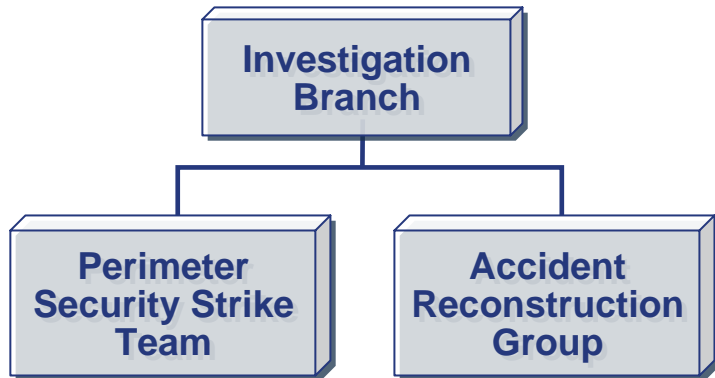 Investigation
Branch
Perimeter
Security Strike
Team
Accident
Reconstruction
Group